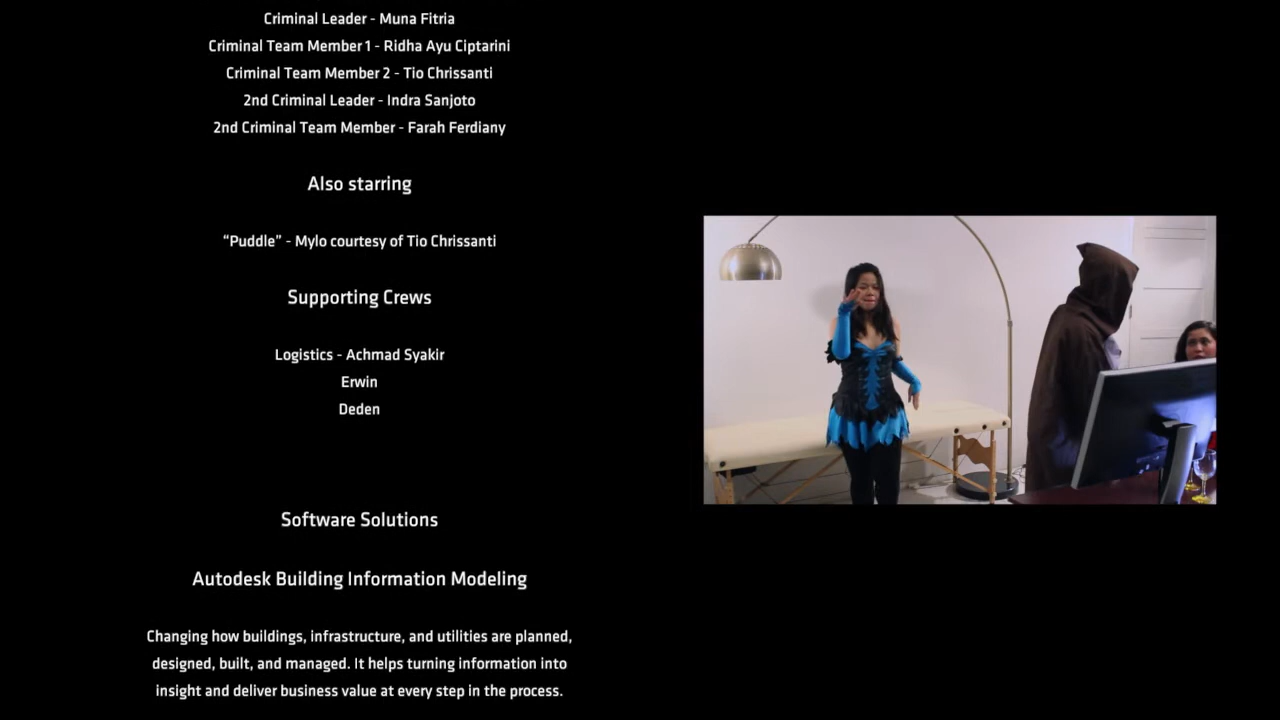 Criminal Leader - Muna Fitria
Criminal Team Member 1 - Ridha Ayu Ciptarini
Criminal Team Member 2 - Tio Chrissanti
2nd Criminal Leader - Indra Sanjoto
2nd Criminal Team Member - Farah Ferdiany
Also starring
“Puddle” - Mylo courtesy of Tio Chrissanti
Supporting Crews
Logistics - Achmad Syakir
Erwin
Deden
Software Solutions
Autodesk Building Information Modeling
Changing how buildings, infrastructure, and utilities are planned,
designed, built, and managed. It helps turning information into
insight and deliver business value at every step in the process.